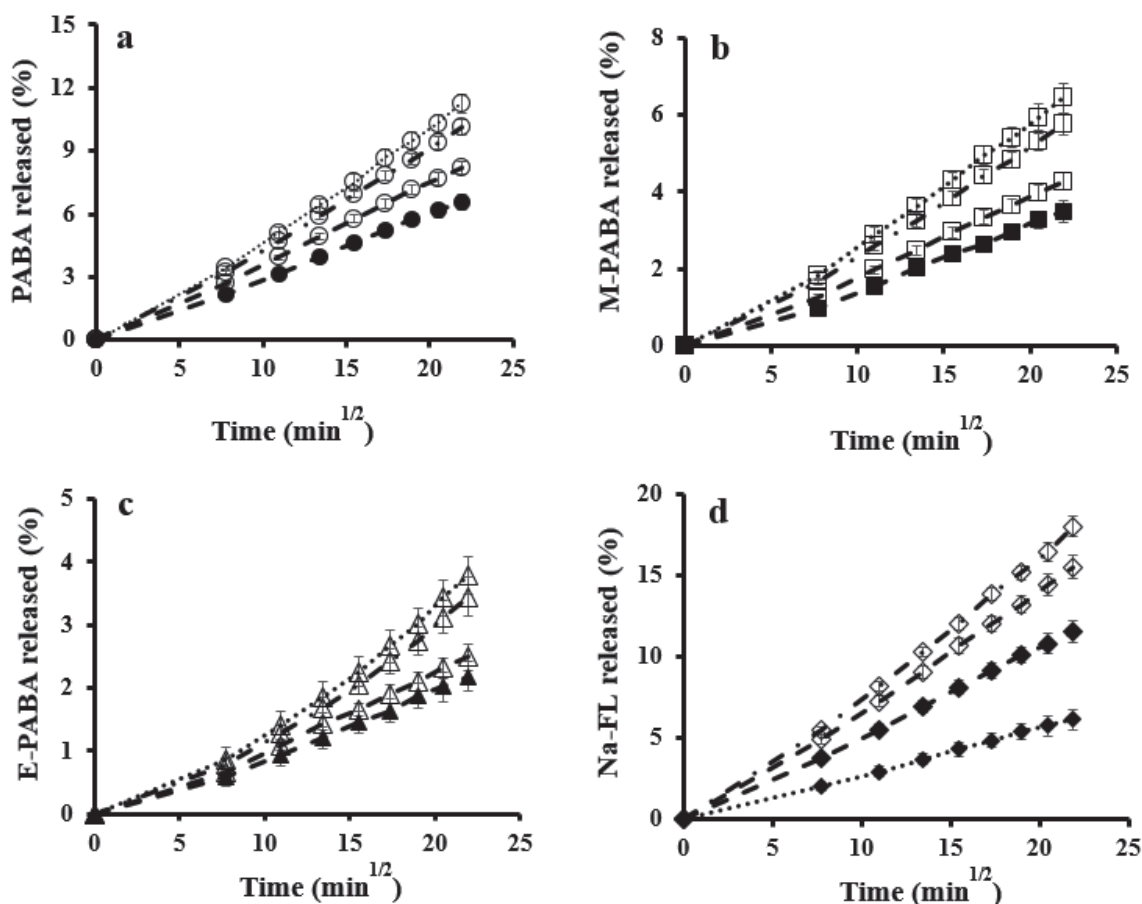 a
PABA released (%)
15
12
9
6
3
0
0 5 10 15 20 25
Time (min1/2)
b
M-PABA released (%)
8
6
4
2
0
0 5 10 15 20 25
Time (min1/2)
c
E-PABA released (%)
5
4
3
2
1
0
0 5 10 15 20 25
Time (min1/2)
d
Na-FL released (%)
20
15
10
5
0
0 5 10 15 20 25
Time (min1/2)